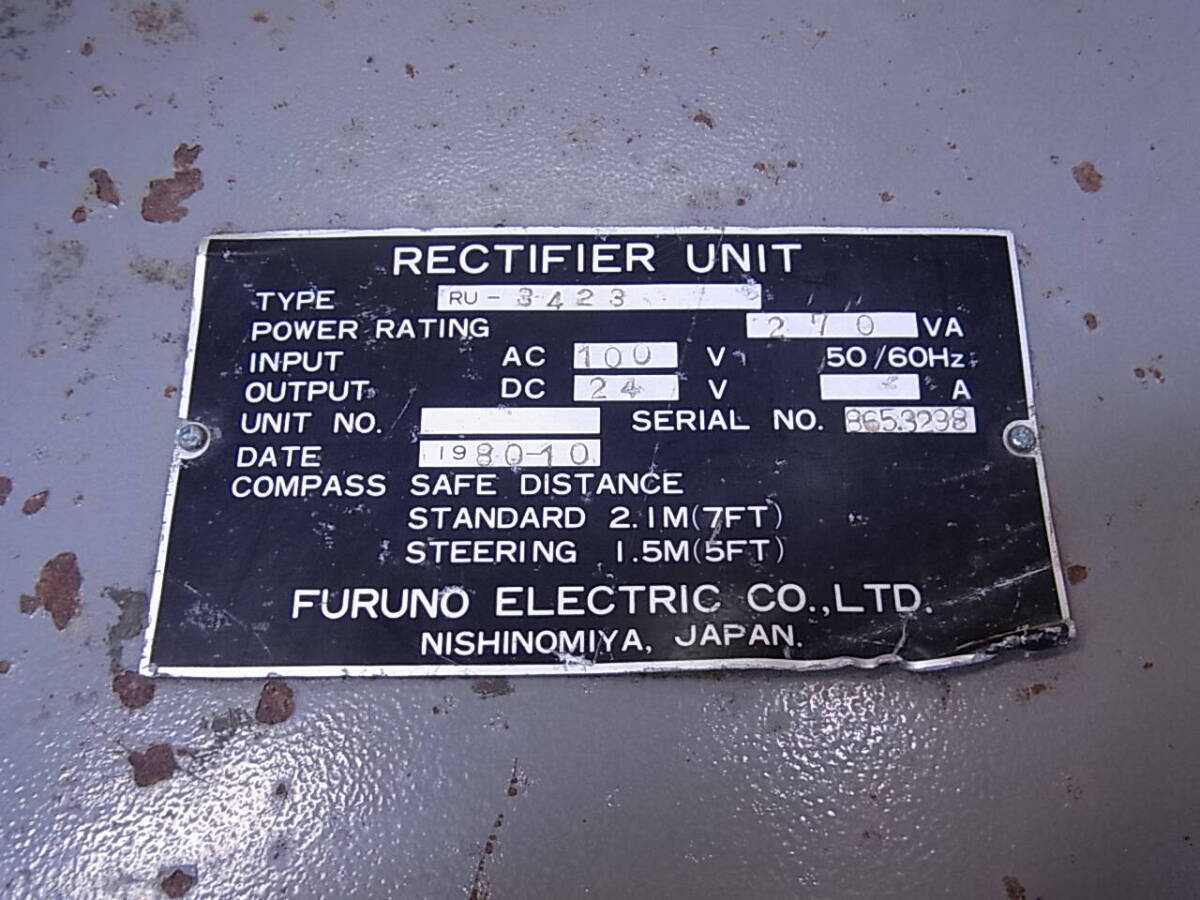 RECTIFIER UNIT
TYPE RU-3423
POWER RATING 270 VA
INPUT AC 100 V 50/60Hz
OUTPUT DC 24 V A
UNIT NO. SERIAL NO. 8653298
DATE 1980-10
COMPASS SAFE DISTANCE
STANDARD 2.1M(7FT)
STEERING 1.5M(5FT)
FURUNO ELECTRIC CO.,LTD.
NISHINOMIYA, JAPAN.